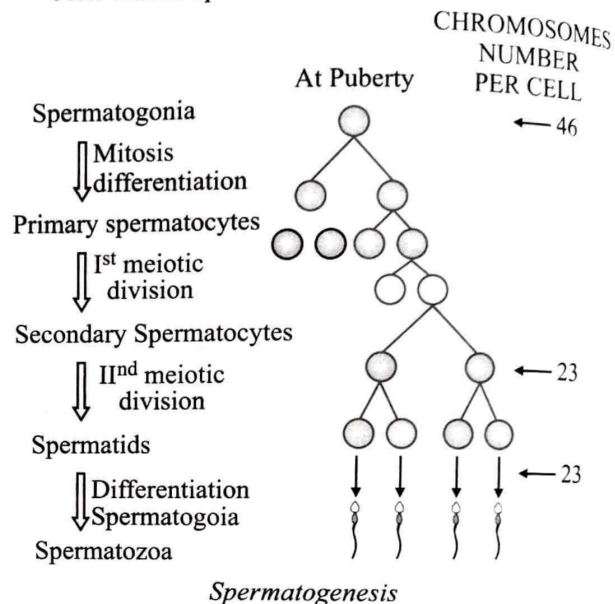 CHROMOSOMES
NUMBER
PER CELL
At Puberty
Spermatogonia
46
Mitosis
differentiation
Primary spermatocytes
Ist meiotic
division
Secondary Spermatocytes
23
IInd meiotic
division
Spermatids
23
Differentiation
Spermatogoia
Spermatozoa
Spermatogenesis